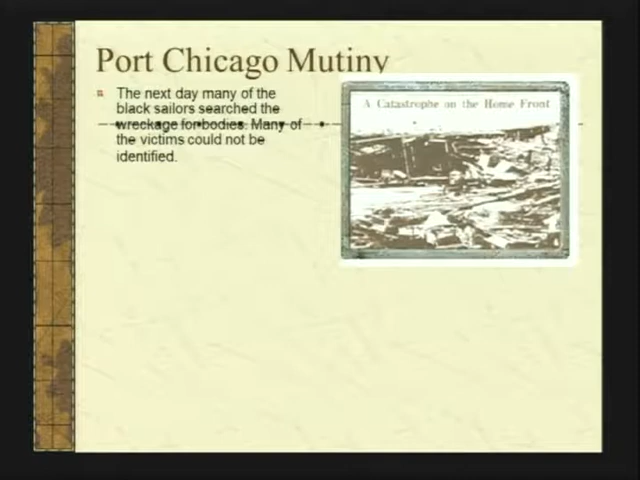 Port Chicago Mutiny
The next day many of the
black sailors searched the
wreckage for bodies. Many of
the victims could not be
identified.
A Catastrophe on the Home Front